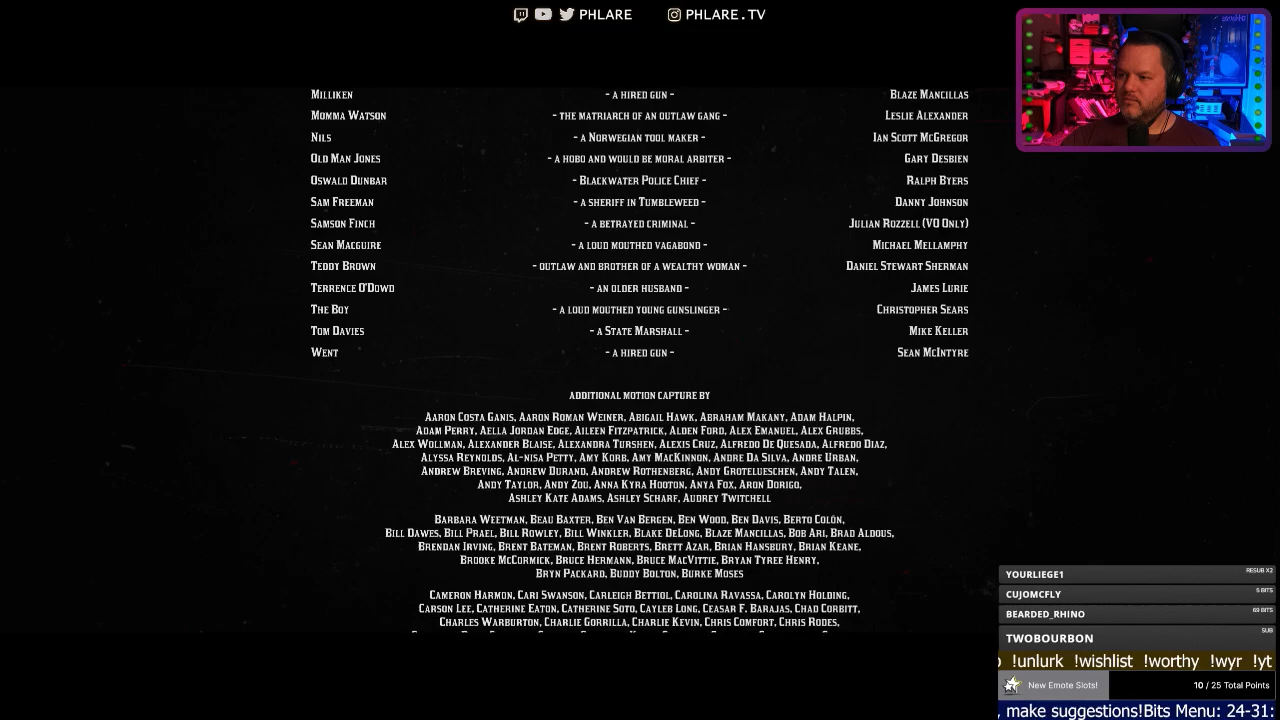 PHLARE PHLARE.TV
Milliken - a hired gun - Blaze Mancillas
Momma Watson - the matriarch of an outlaw gang - Leslie Alexander
Nils - a Norwegian tool maker - Ian Scott McGregor
Old Man Jones - a hobo and would be moral arbiter - Gary Desbien
Oswald Dunbar - Blackwater Police Chief - Ralph Byers
Sam Freeman - a sheriff in Tumbleweed - Danny Johnson
Samson Finch - a betrayed criminal - Julian Rozzell (VO Only)
Sean Macguire - a loud mouthed vagabond - Michael Mellamphy
Teddy Brown - outlaw and brother of a wealthy woman - Daniel Stewart Sherman
Terrence O'Dowd - an older husband - James Lurie
The Boy - a loud mouthed young gunslinger - Christopher Sears
Tom Davies - a State Marshall - Mike Keller
Went - a hired gun - Sean McIntyre
additional motion capture by
Aaron Costa Ganis, Aaron Roman Weiner, Abigail Hawk, Abraham Makany, Adam Halpin,
Adam Perry, Aella Jordan Edge, Aileen Fitzpatrick, Alden Ford, Alex Emanuel, Alex Grubbs,
Alex Wollman, Alexander Blaise, Alexandra Turshen, Alexis Cruz, Alfredo De Quesada, Alfredo Diaz,
Alyssa Reynolds, Al-nisa Petty, Amy Korb, Amy MacKinnon, Andre Da Silva, Andre Urban,
Andrew Breving, Andrew Durand, Andrew Rothenberg, Andy Grotelueschen, Andy Talen,
Andy Taylor, Andy Zou, Anna Kyra Hooton, Anya Fox, Aron Dorigo,
Ashley Kate Adams, Ashley Scharf, Audrey Twitchell
Barbara Weetman, Beau Baxter, Ben Van Bergen, Ben Wood, Ben Davis, Berto Colón,
Bill Dawes, Bill Prael, Bill Rowley, Bill Winkler, Blake DeLong, Blaze Mancillas, Bob Ari, Brad Aldous,
Brendan Irving, Brent Bateman, Brent Roberts, Brett Azar, Brian Hansbury, Brian Keane,
Brooke McCormick, Bruce Hermann, Bruce MacVittie, Bryan Tyree Henry,
Bryn Packard, Buddy Bolton, Burke Moses
Cameron Harmon, Cari Swanson, Carleigh Bettiol, Carolina Ravassa, Carolyn Holding,
Carson Lee, Catherine Eaton, Catherine Soto, Cayleb Long, Ceasar F. Barajas, Chad Corbitt,
Charles Warburton, Charlie Gorrilla, Charlie Kevin, Chris Comfort, Chris Rodes,
YOURLIEGE1 RESUB X2
CUJOMCFLY 5 BITS
BEARDED_RHINO 69 BITS
TWOBOURBON SUB
!unlurk !wishlist !worthy !wyr !yt
New Emote Slots! 10 / 25 Total Points
, make suggestions!Bits Menu: 24-31: